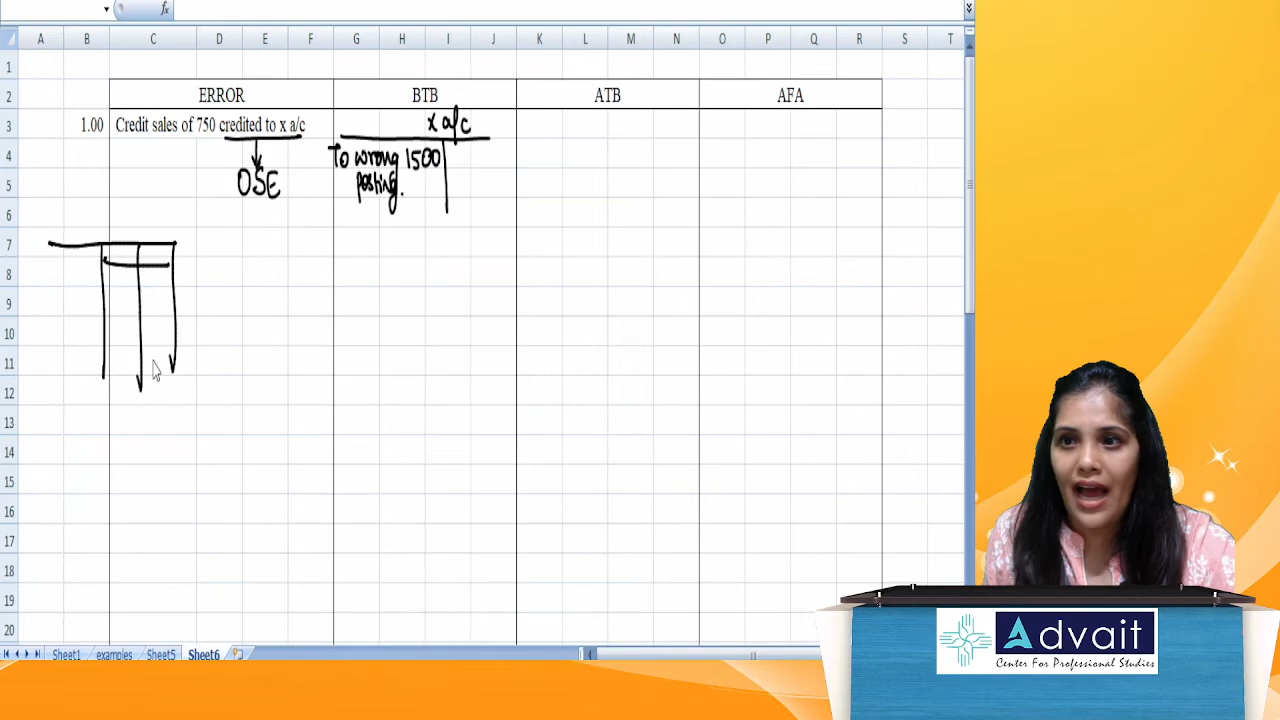 fx
A B C D E F G H I J K L M N O P Q R S T
1
2 ERROR BTB ATB AFA
3 1.00 Credit sales of 750 credited to x a/c x a/c
4 To wrong 1500
5 OSE posting.
6
7
8
9
10
11
12
13
14
15
16
17
18
19
20
Sheet1 examples Sheet5 Sheet6
Advait
Center For Professional Studies